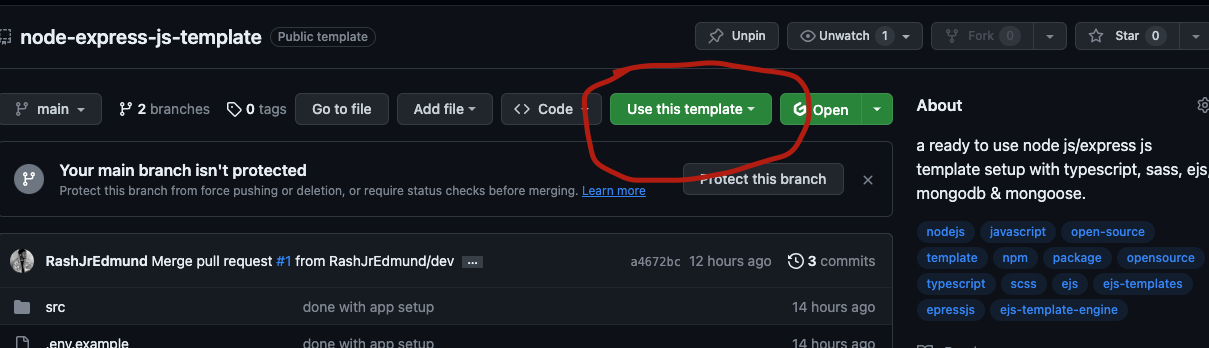 node-express-js-template Public template Unpin Unwatch 1 Fork 0 Star 0
main 2 branches 0 tags Go to file Add file Code Use this template Open
Your main branch isn't protected
Protect this branch from force pushing or deletion, or require status checks before merging. Learn more
Protect this branch
RashJrEdmund Merge pull request #1 from RashJrEdmund/dev ... a4672bc 12 hours ago 3 commits
src done with app setup 14 hours ago
.env.example done with app setup 14 hours ago
About
a ready to use node js/express js
template setup with typescript, sass, ejs,
mongodb & mongoose.
nodejs javascript open-source
template npm package opensource
typescript scss ejs ejs-templates
epressjs ejs-template-engine